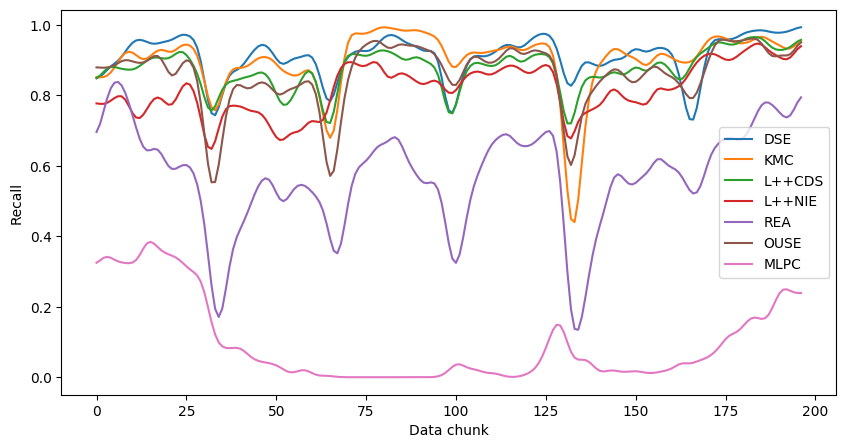 1.0
0.8
0.6
0.4
0.2
0.0
Recall
0
25
50
75
100
125
150
175
200
Data chunk
DSE
KMC
L++CDS
L++NIE
REA
OUSE
MLPC